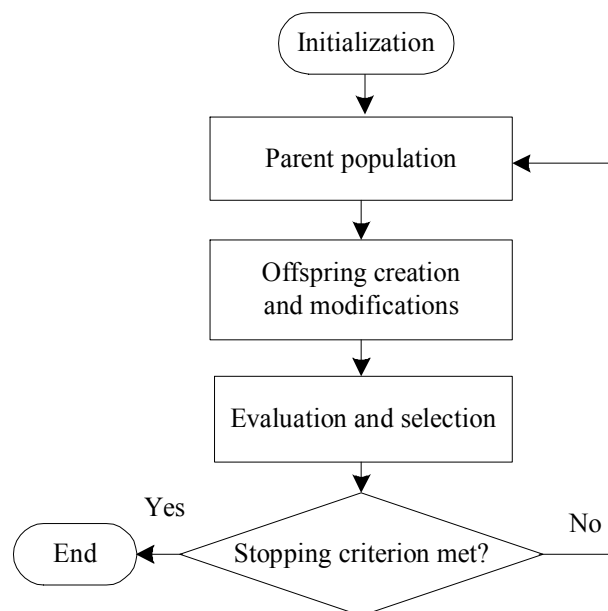 Initialization
Parent population
Offspring creation
and modifications
Evaluation and selection
Yes
No
End
Stopping criterion met?